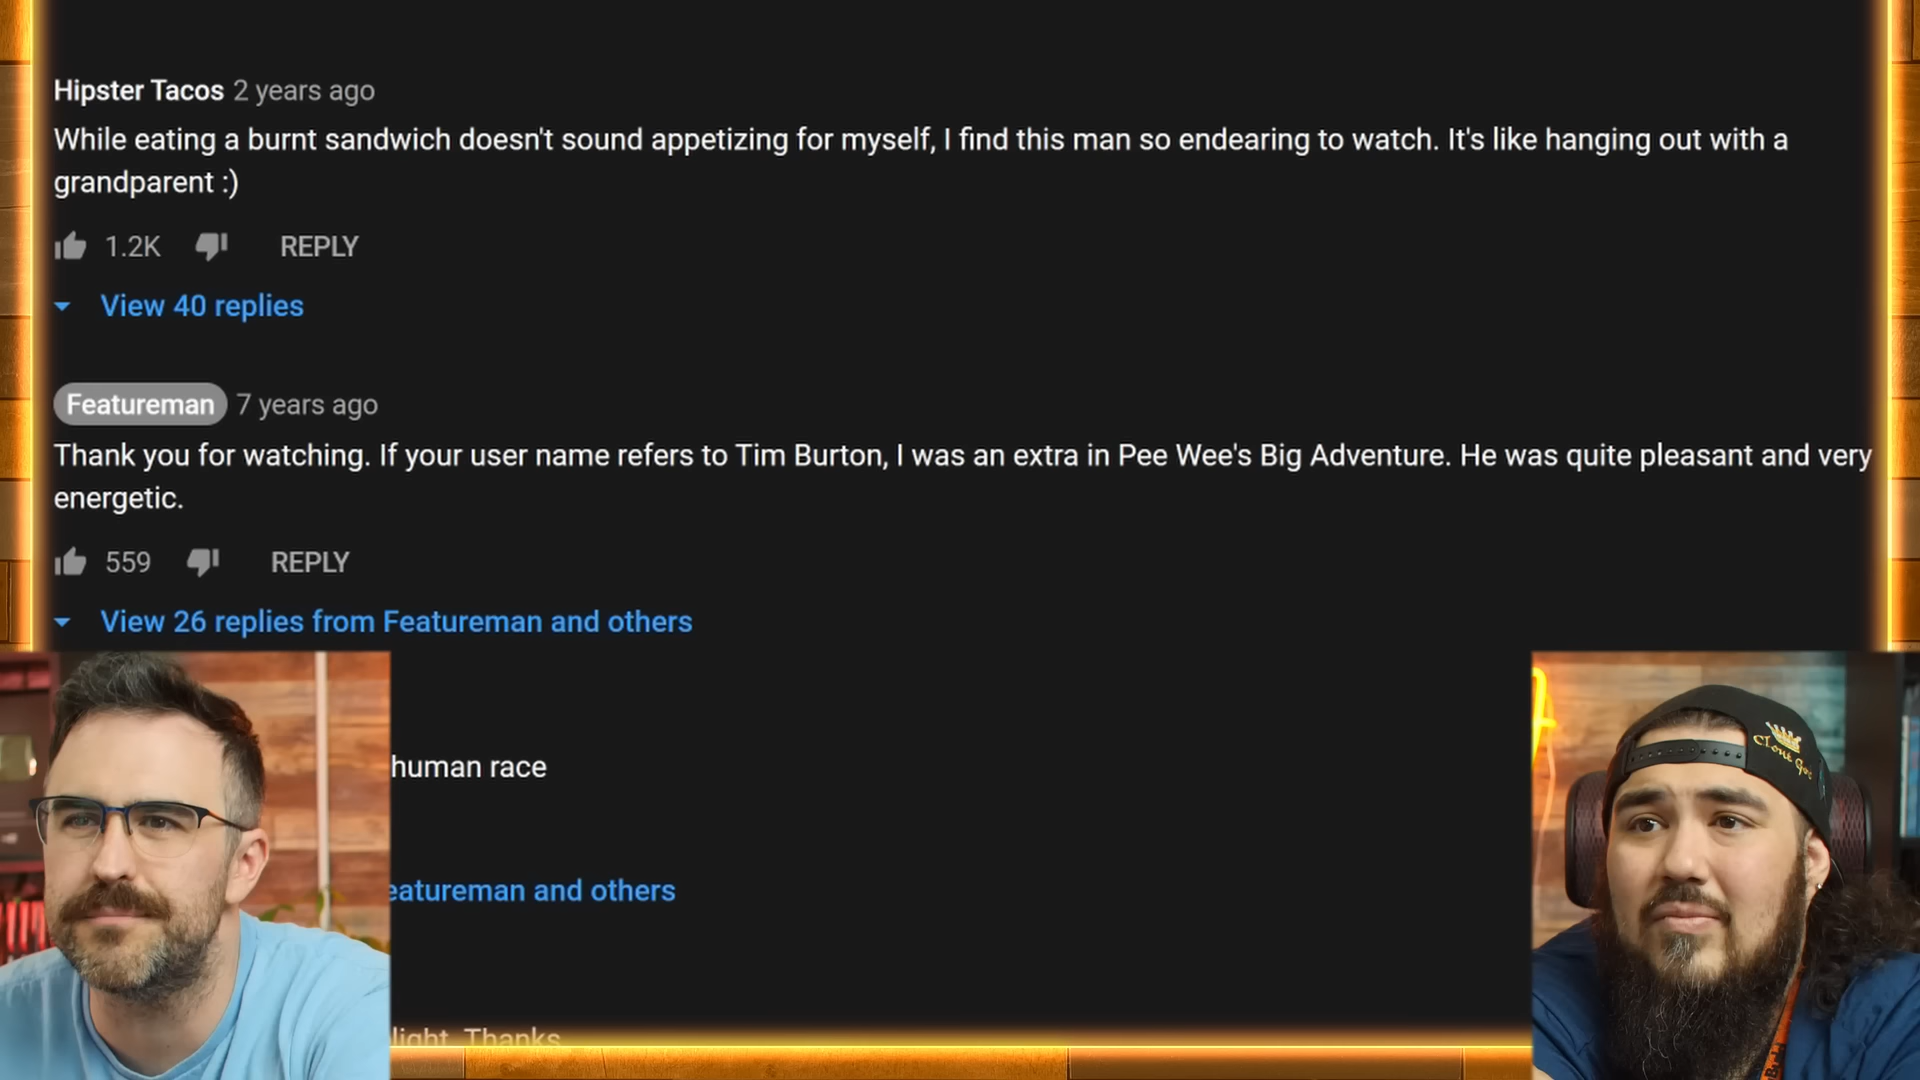 Hipster Tacos 2 years ago
While eating a burnt sandwich doesn't sound appetizing for myself, I find this man so endearing to watch. It's like hanging out with a
grandparent :)
1.2K REPLY
View 40 replies
Featureman 7 years ago
Thank you for watching. If your user name refers to Tim Burton, I was an extra in Pee Wee's Big Adventure. He was quite pleasant and very
energetic.
559 REPLY
View 26 replies from Featureman and others
human race
eatureman and others
light. Thanks
Clout God